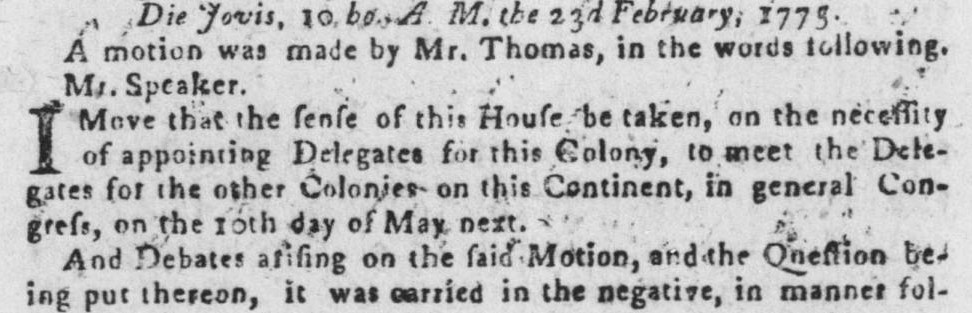 Die Jovis, 10. ho. A. M. the 23d February, 1775.
A motion was made by Mr. Thomas, in the words following.
Mr. Speaker.
I Move that the ſenſe of this Houſe be taken, on the neceſſity
of appointing Delegates for this Colony, to meet the Dele-
gates for the other Colonies on this Continent, in general Con-
greſs, on the 10th day of May next.
And Debates ariſing on the ſaid Motion, and the Queſtion be-
ing put thereon, it was carried in the negative, in manner fol-